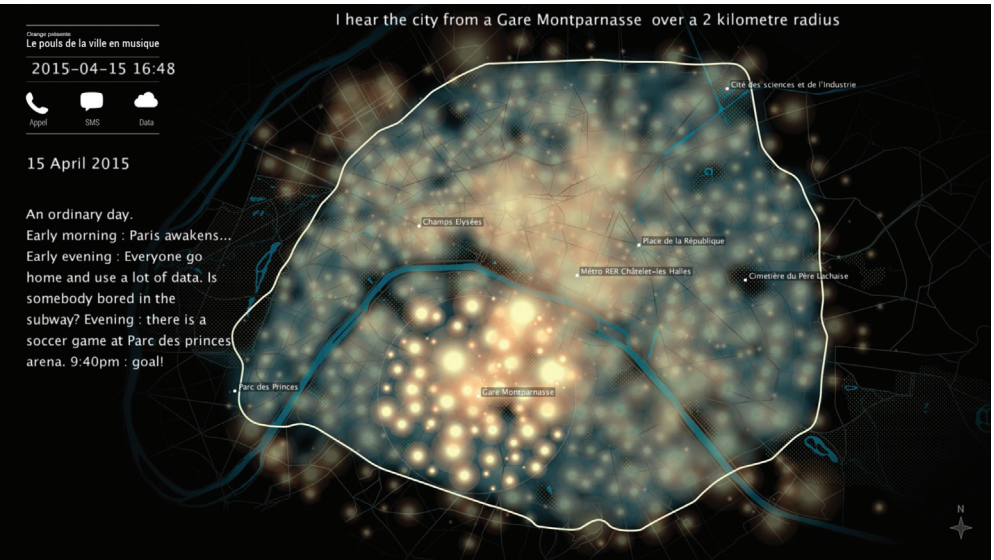 I hear the city from a Gare Montparnasse over a 2 kilometre radius
Orange présente
Le pouls de la ville en musique
2015-04-15 16:48
Appel SMS Data
15 April 2015
An ordinary day.
Early morning : Paris awakens...
Early evening : Everyone go
home and use a lot of data. Is
somebody bored in the
subway? Evening : there is a
soccer game at Parc des princes
arena. 9:40pm : goal!
Cité des sciences et de l'Industrie
Champs Elysées
Place de la République
Métro RER Châtelet-les Halles
Cimetière du Père Lachaise
Parc des Princes
Gare Montparnasse
N